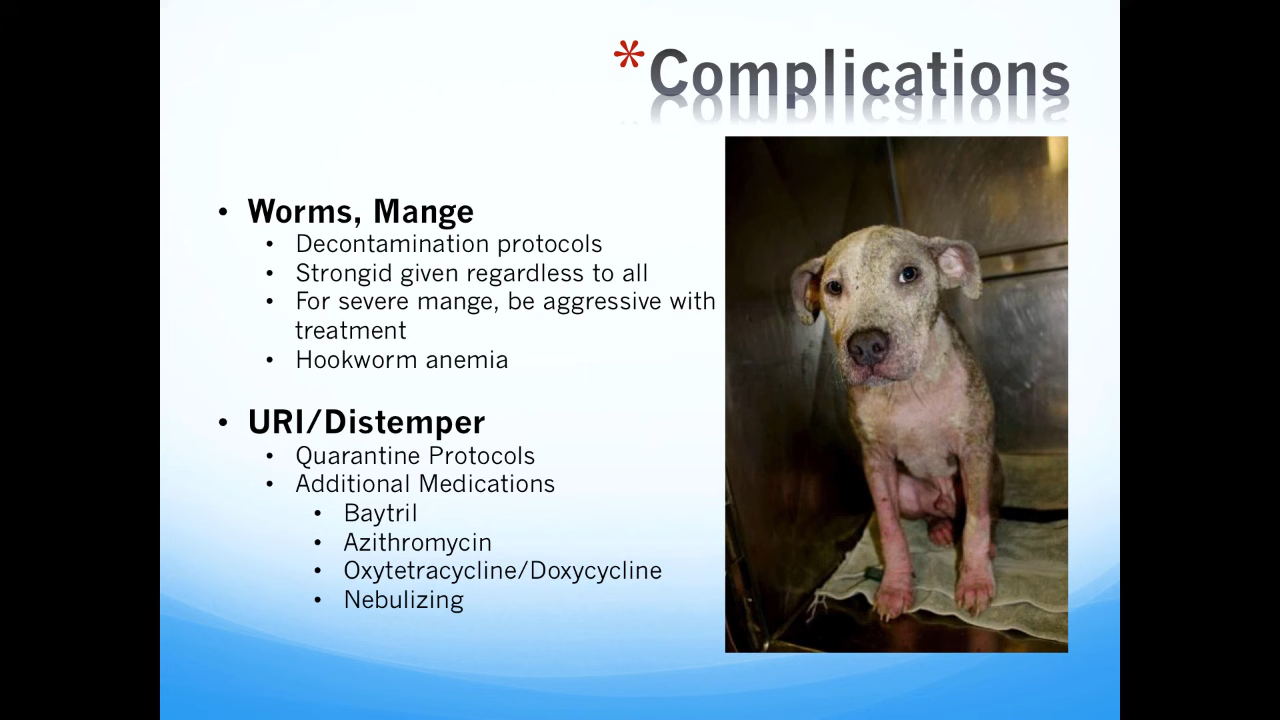 *Complications
• Worms, Mange
• Decontamination protocols
• Strongid given regardless to all
• For severe mange, be aggressive with
treatment
• Hookworm anemia
• URI/Distemper
• Quarantine Protocols
• Additional Medications
• Baytril
• Azithromycin
• Oxytetracycline/Doxycycline
• Nebulizing